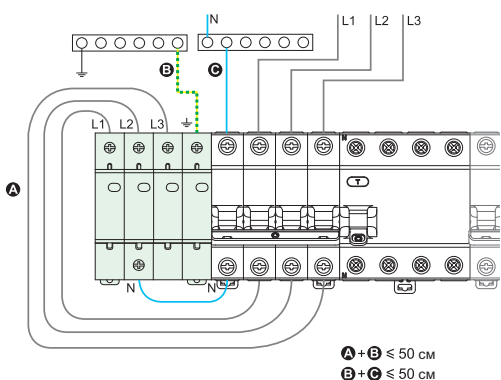 N
L1 L2 L3
B C
L1 L2 L3
N
A
T
N
N N
A + B ⩽ 50 см
B + C ⩽ 50 см